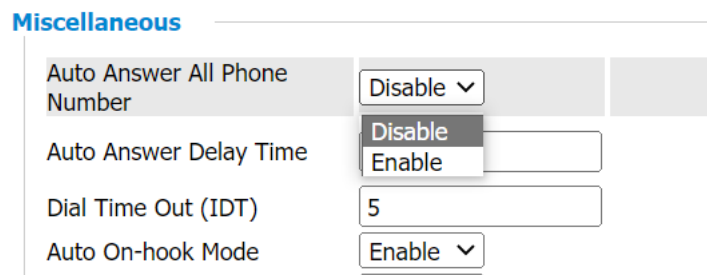 Miscellaneous
Auto Answer All Phone
Number
Disable
Disable
Enable
Auto Answer Delay Time
Dial Time Out (IDT)
5
Auto On-hook Mode
Enable